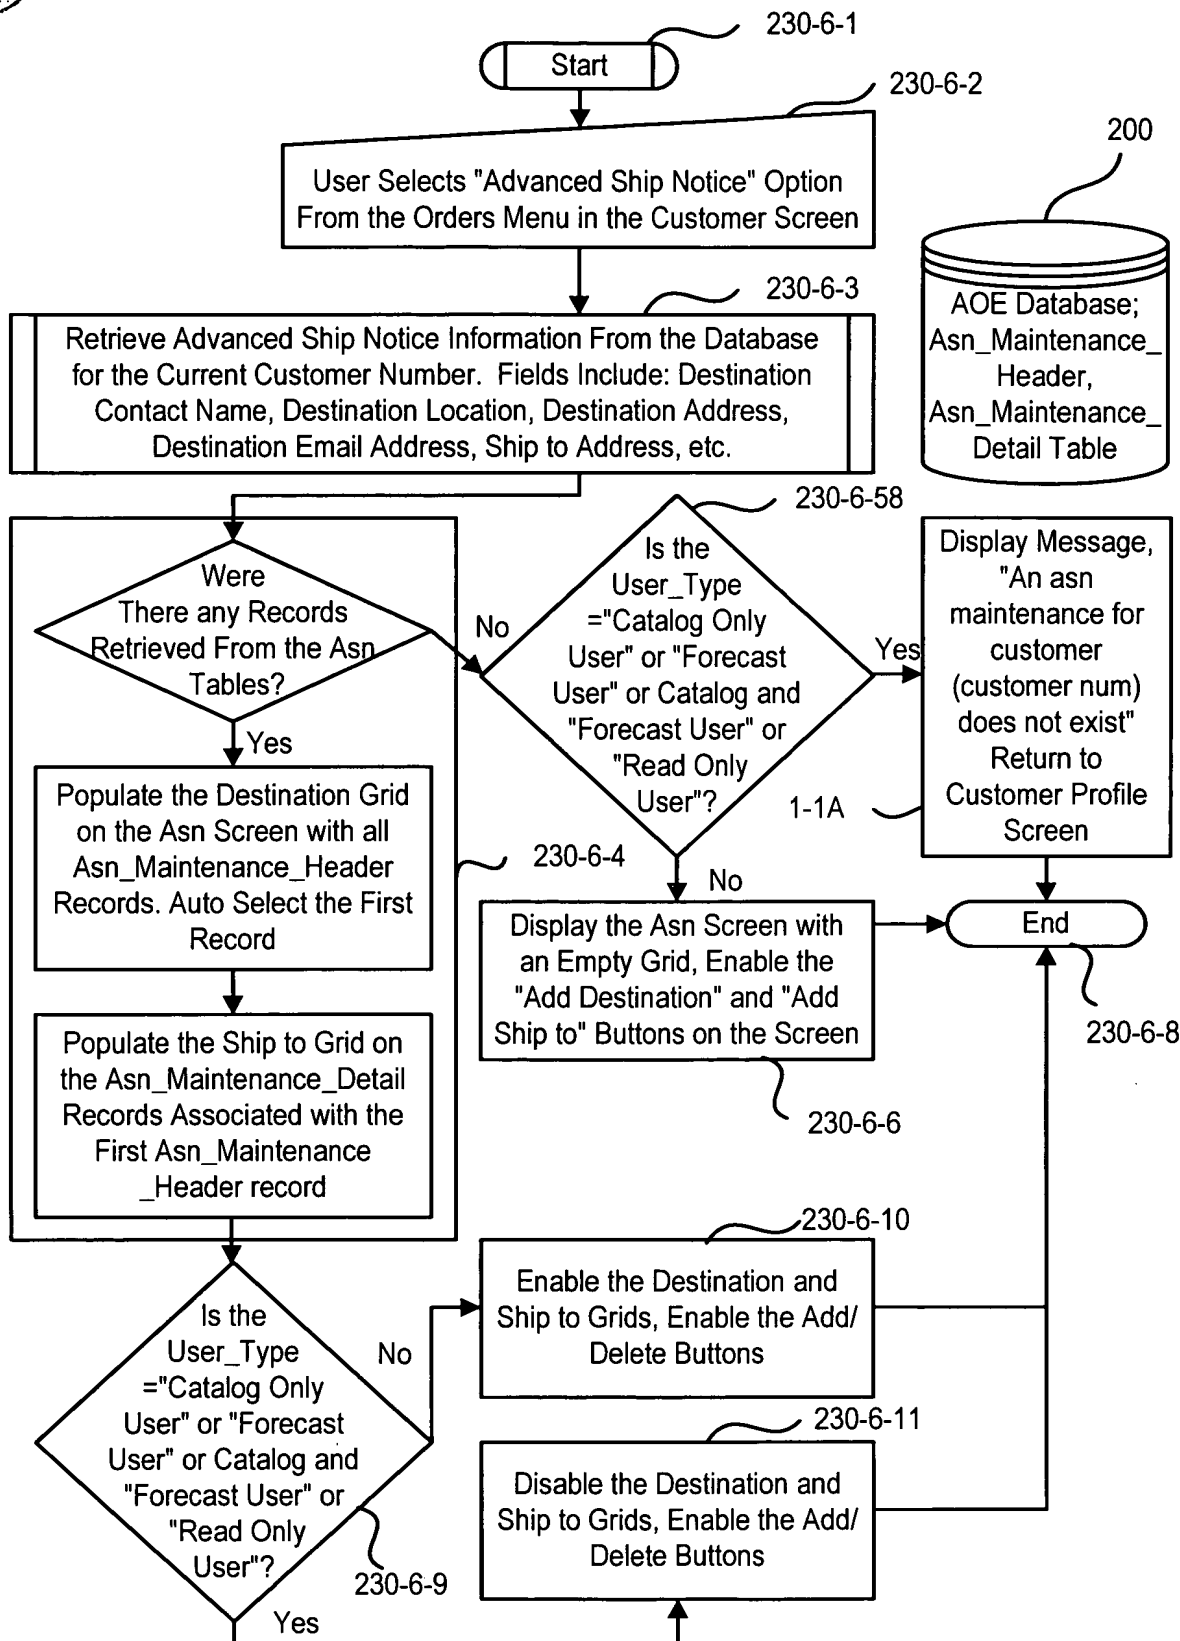 230-6-1
Start
230-6-2
User Selects "Advanced Ship Notice" Option
From the Orders Menu in the Customer Screen
200
AOE Database;
Asn_Maintenance_
Header,
Asn_Maintenance_
Detail Table
230-6-3
Retrieve Advanced Ship Notice Information From the Database
for the Current Customer Number. Fields Include: Destination
Contact Name, Destination Location, Destination Address,
Destination Email Address, Ship to Address, etc.
Were
There any Records
Retrieved From the Asn
Tables?
No
Yes
230-6-58
Is the
User_Type
="Catalog Only
User" or "Forecast
User" or Catalog and
"Forecast User" or
"Read Only
User"?
Yes
No
Display Message,
"An asn
maintenance for
customer
(customer num)
does not exist"
Return to
Customer Profile
Screen
1-1A
Populate the Destination Grid
on the Asn Screen with all
Asn_Maintenance_Header
Records. Auto Select the First
Record
230-6-4
Display the Asn Screen with
an Empty Grid, Enable the
"Add Destination" and "Add
Ship to" Buttons on the Screen
230-6-6
End
230-6-8
Populate the Ship to Grid on
the Asn_Maintenance_Detail
Records Associated with the
First Asn_Maintenance
_Header record
Is the
User_Type
="Catalog Only
User" or "Forecast
User" or Catalog and
"Forecast User" or
"Read Only
User"?
230-6-9
No
Yes
230-6-10
Enable the Destination and
Ship to Grids, Enable the Add/
Delete Buttons
230-6-11
Disable the Destination and
Ship to Grids, Enable the Add/
Delete Buttons